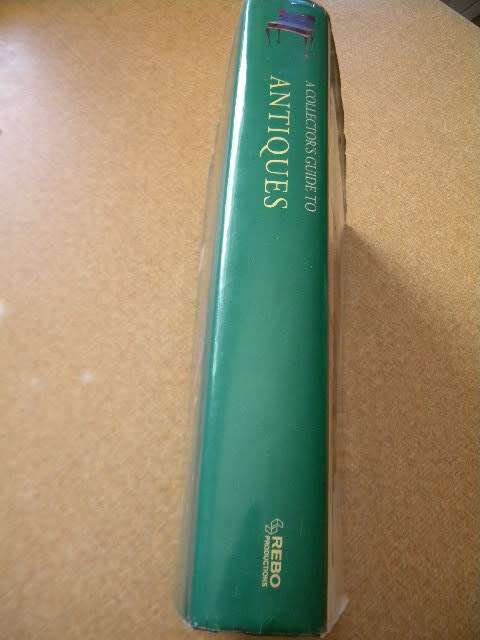 A COLLECTOR'S GUIDE TO
ANTIQUES
REBO
PRODUCTIONS